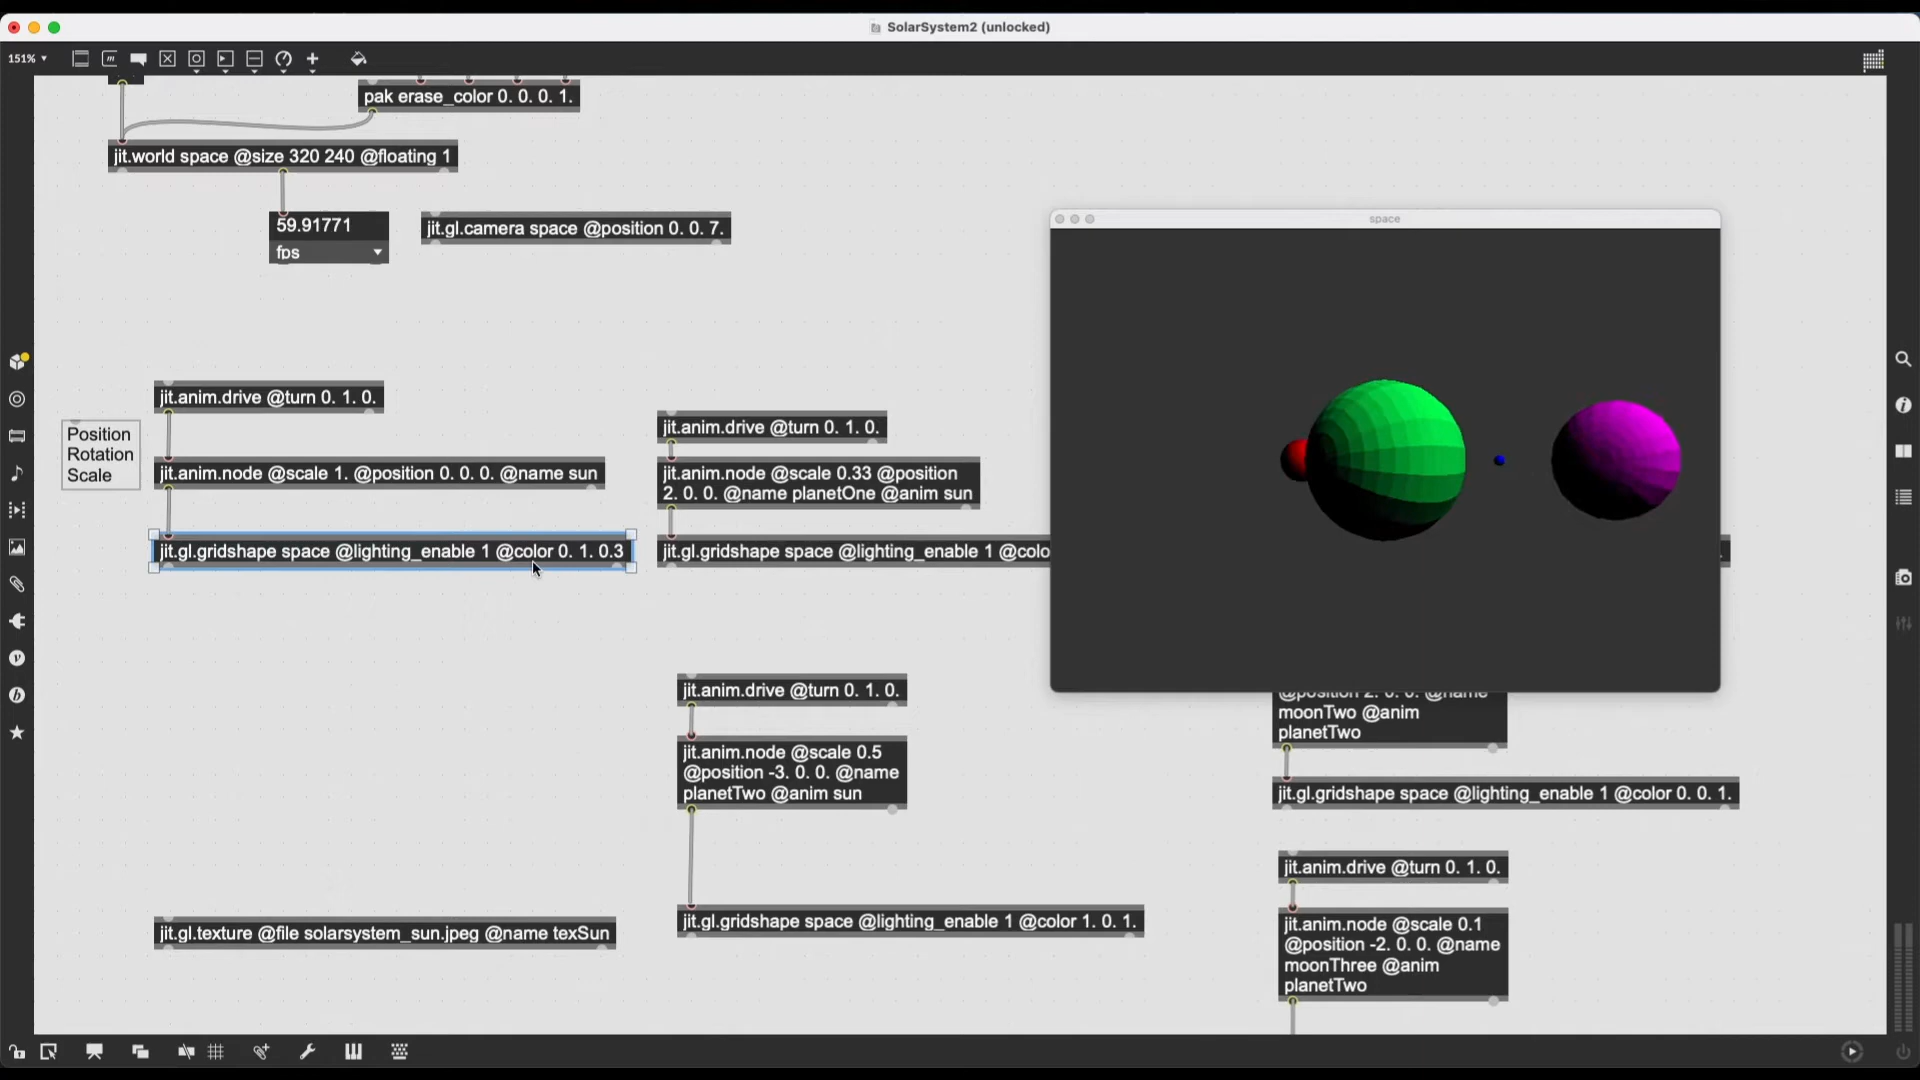 SolarSystem2 (unlocked)
151%
pak erase_color 0. 0. 0. 1.
jit.world space @size 320 240 @floating 1
59.91771
fps
jit.gl.camera space @position 0. 0. 7.
space
jit.anim.drive @turn 0. 1. 0.
Position
Rotation
Scale
jit.anim.node @scale 1. @position 0. 0. 0. @name sun
jit.gl.gridshape space @lighting_enable 1 @color 0. 1. 0.3
jit.anim.drive @turn 0. 1. 0.
jit.anim.node @scale 0.33 @position
2. 0. 0. @name planetOne @anim sun
jit.gl.gridshape space @lighting_enable 1 @colo
jit.anim.drive @turn 0. 1. 0.
jit.anim.node @scale 0.5
@position -3. 0. 0. @name
planetTwo @anim sun
jit.gl.gridshape space @lighting_enable 1 @color 1. 0. 1.
@position 2. 0. 0. @name
moonTwo @anim
planetTwo
jit.gl.gridshape space @lighting_enable 1 @color 0. 0. 1.
jit.anim.drive @turn 0. 1. 0.
jit.anim.node @scale 0.1
@position -2. 0. 0. @name
moonThree @anim
planetTwo
jit.gl.texture @file solarsystem_sun.jpeg @name texSun